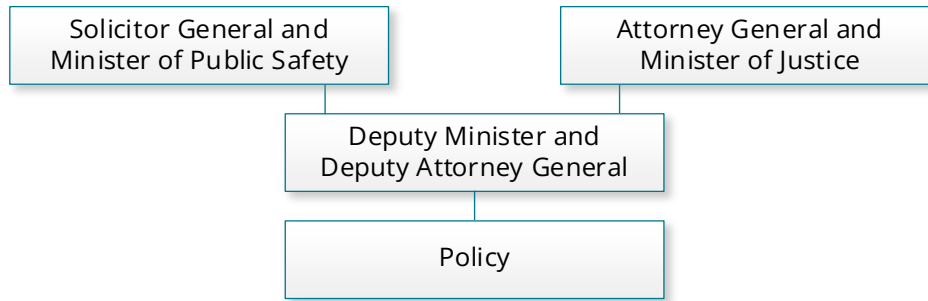 Solicitor General and
Minister of Public Safety
Attorney General and
Minister of Justice
Deputy Minister and
Deputy Attorney General
Policy